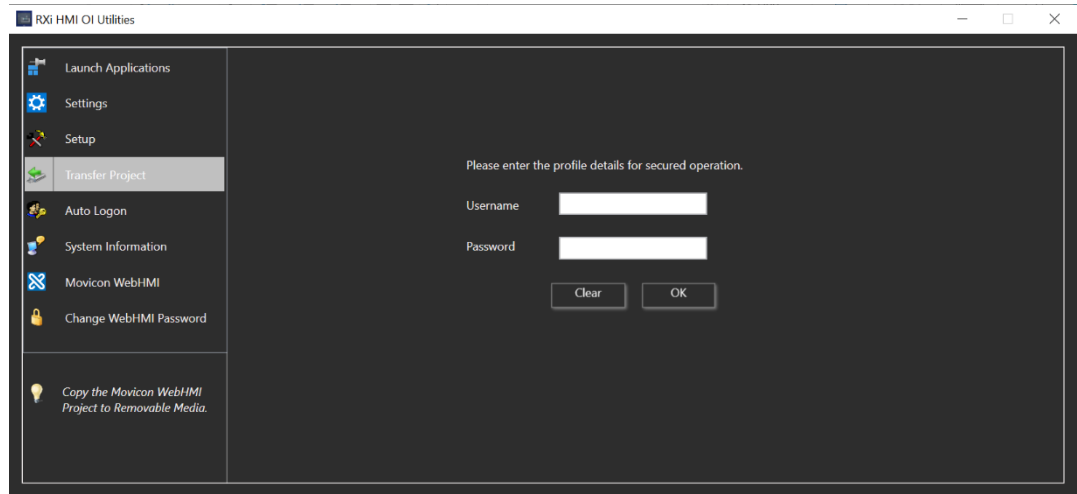 RXi HMI OI Utilities
Launch Applications
Settings
Setup
Transfer Project
Auto Logon
System Information
Movicon WebHMI
Change WebHMI Password
Copy the Movicon WebHMI
Project to Removable Media.
Please enter the profile details for secured operation.
Username
Password
Clear
OK